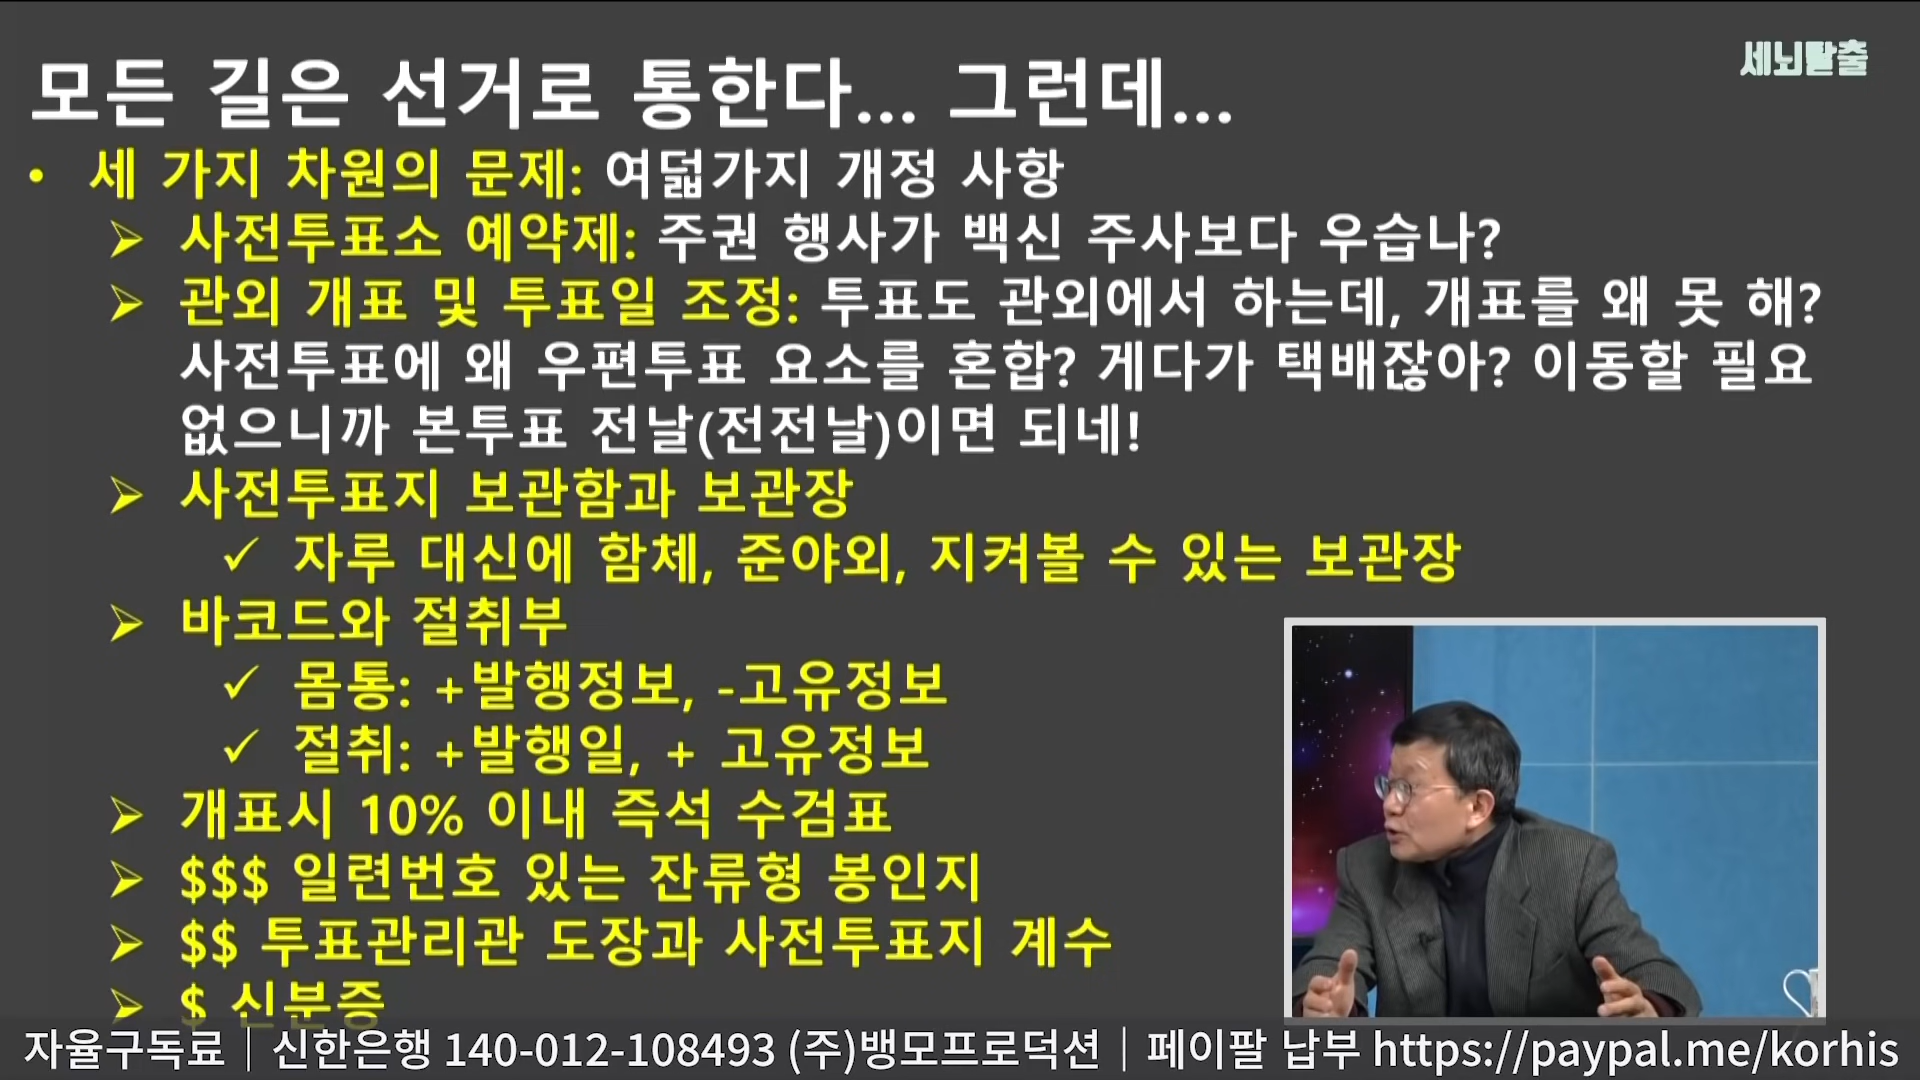 세뇌탈출
모든 길은 선거로 통한다... 그런데...
• 세 가지 차원의 문제: 여덟가지 개정 사항
➢ 사전투표소 예약제: 주권 행사가 백신 주사보다 우습나?
➢ 관외 개표 및 투표일 조정: 투표도 관외에서 하는데, 개표를 왜 못 해?
사전투표에 왜 우편투표 요소를 혼합? 게다가 택배잖아? 이동할 필요
없으니까 본투표 전날(전전날)이면 되네!
➢ 사전투표지 보관함과 보관장
✓ 자루 대신에 함체, 준야외, 지켜볼 수 있는 보관장
➢ 바코드와 절취부
✓ 몸통: +발행정보, -고유정보
✓ 절취: +발행일, + 고유정보
➢ 개표시 10% 이내 즉석 수검표
➢ $$$ 일련번호 있는 잔류형 봉인지
➢ $$ 투표관리관 도장과 사전투표지 계수
➢ $ 신분증
자율구독료 | 신한은행 140-012-108493 (주)뱅모프로덕션 | 페이팔 납부 https://paypal.me/korhis